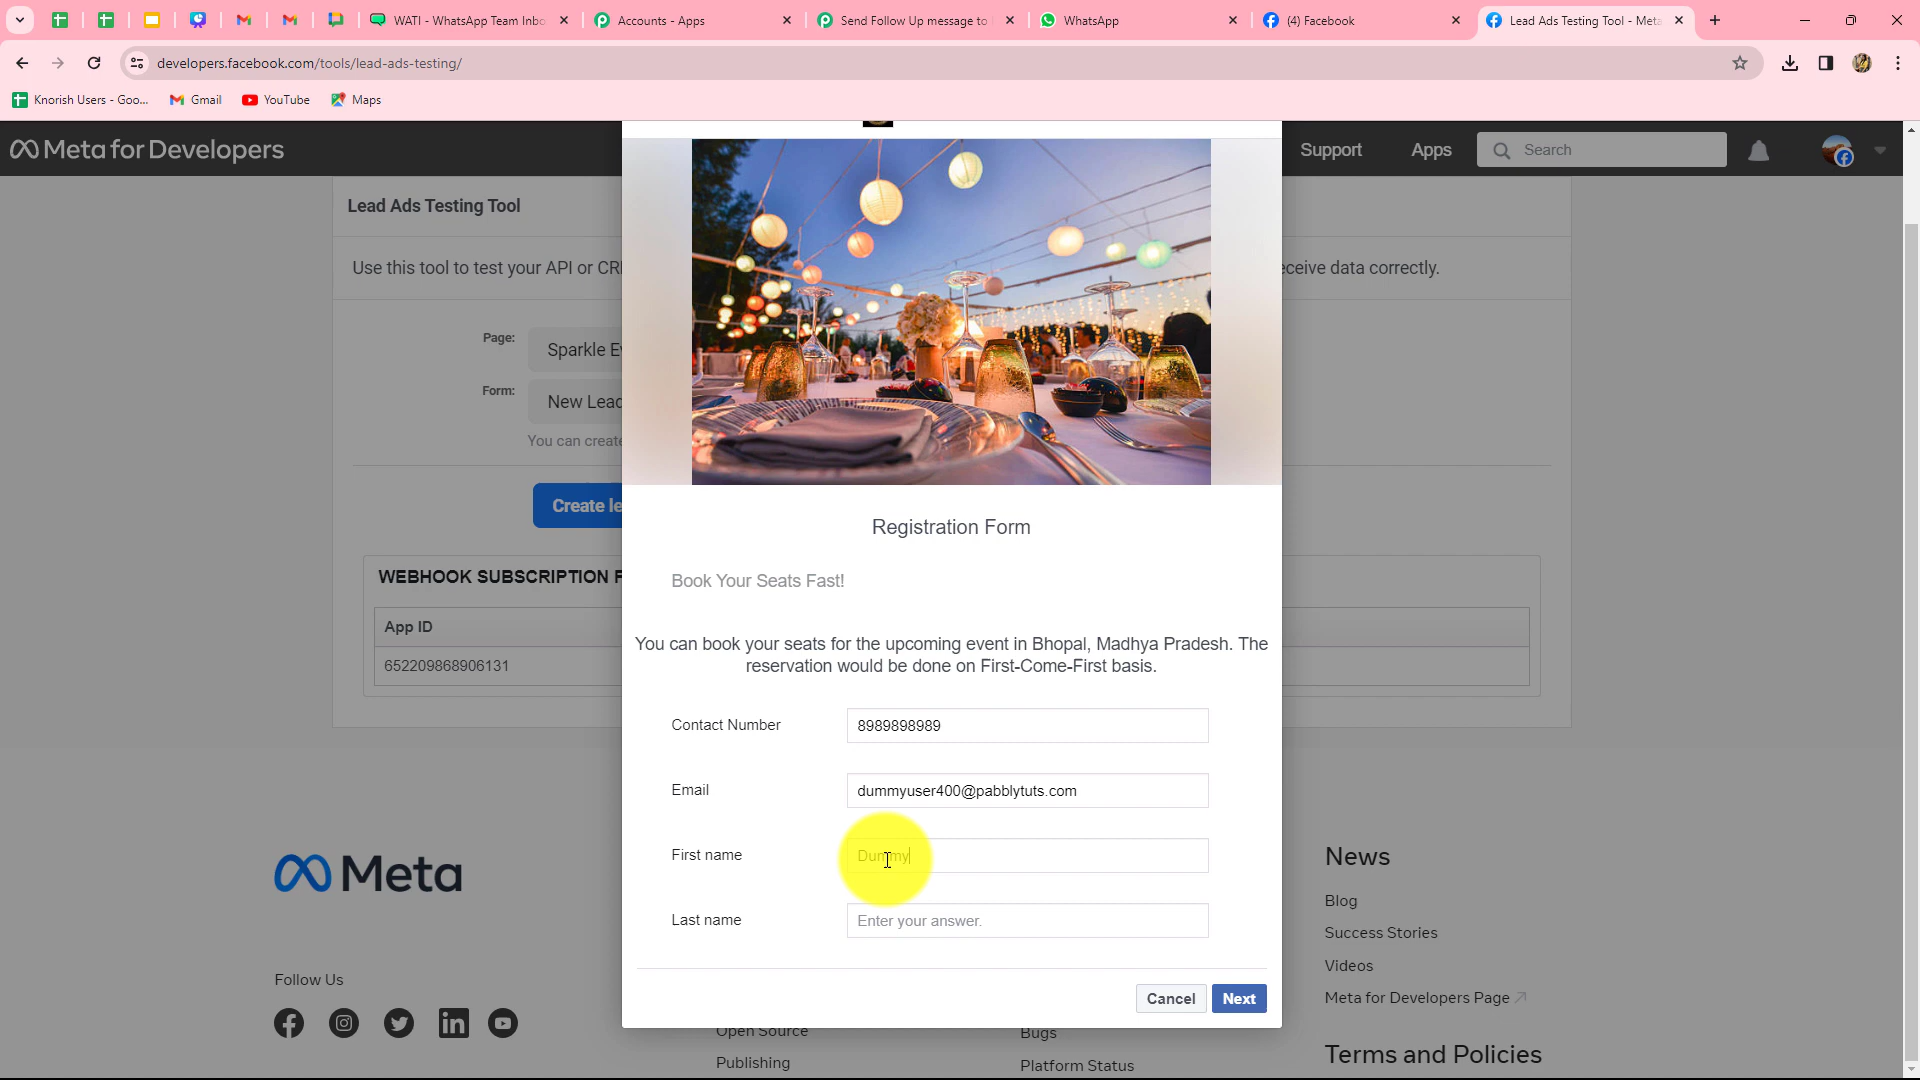 WATI - WhatsApp Team Inbo
Accounts - Apps
Send Follow Up message to
WhatsApp
(4) Facebook
Lead Ads Testing Tool - Meta
developers.facebook.com/tools/lead-ads-testing/
Knorish Users - Goo...
Gmail
YouTube
Maps
Meta for Developers
Support
Apps
Search
Lead Ads Testing Tool
Use this tool to test your API or CR
eceive data correctly.
Page:
Sparkle Ev
Form:
New Lead
You can create
Create le
WEBHOOK SUBSCRIPTION F
App ID
652209868906131
Registration Form
Book Your Seats Fast!
You can book your seats for the upcoming event in Bhopal, Madhya Pradesh. The
reservation would be done on First-Come-First basis.
Contact Number
8989898989
Email
dummyuser400@pabblytuts.com
First name
Dummy
Last name
Enter your answer.
Cancel
Next
Meta
Follow Us
Open Source
Publishing
Bugs
Platform Status
News
Blog
Success Stories
Videos
Meta for Developers Page
Terms and Policies